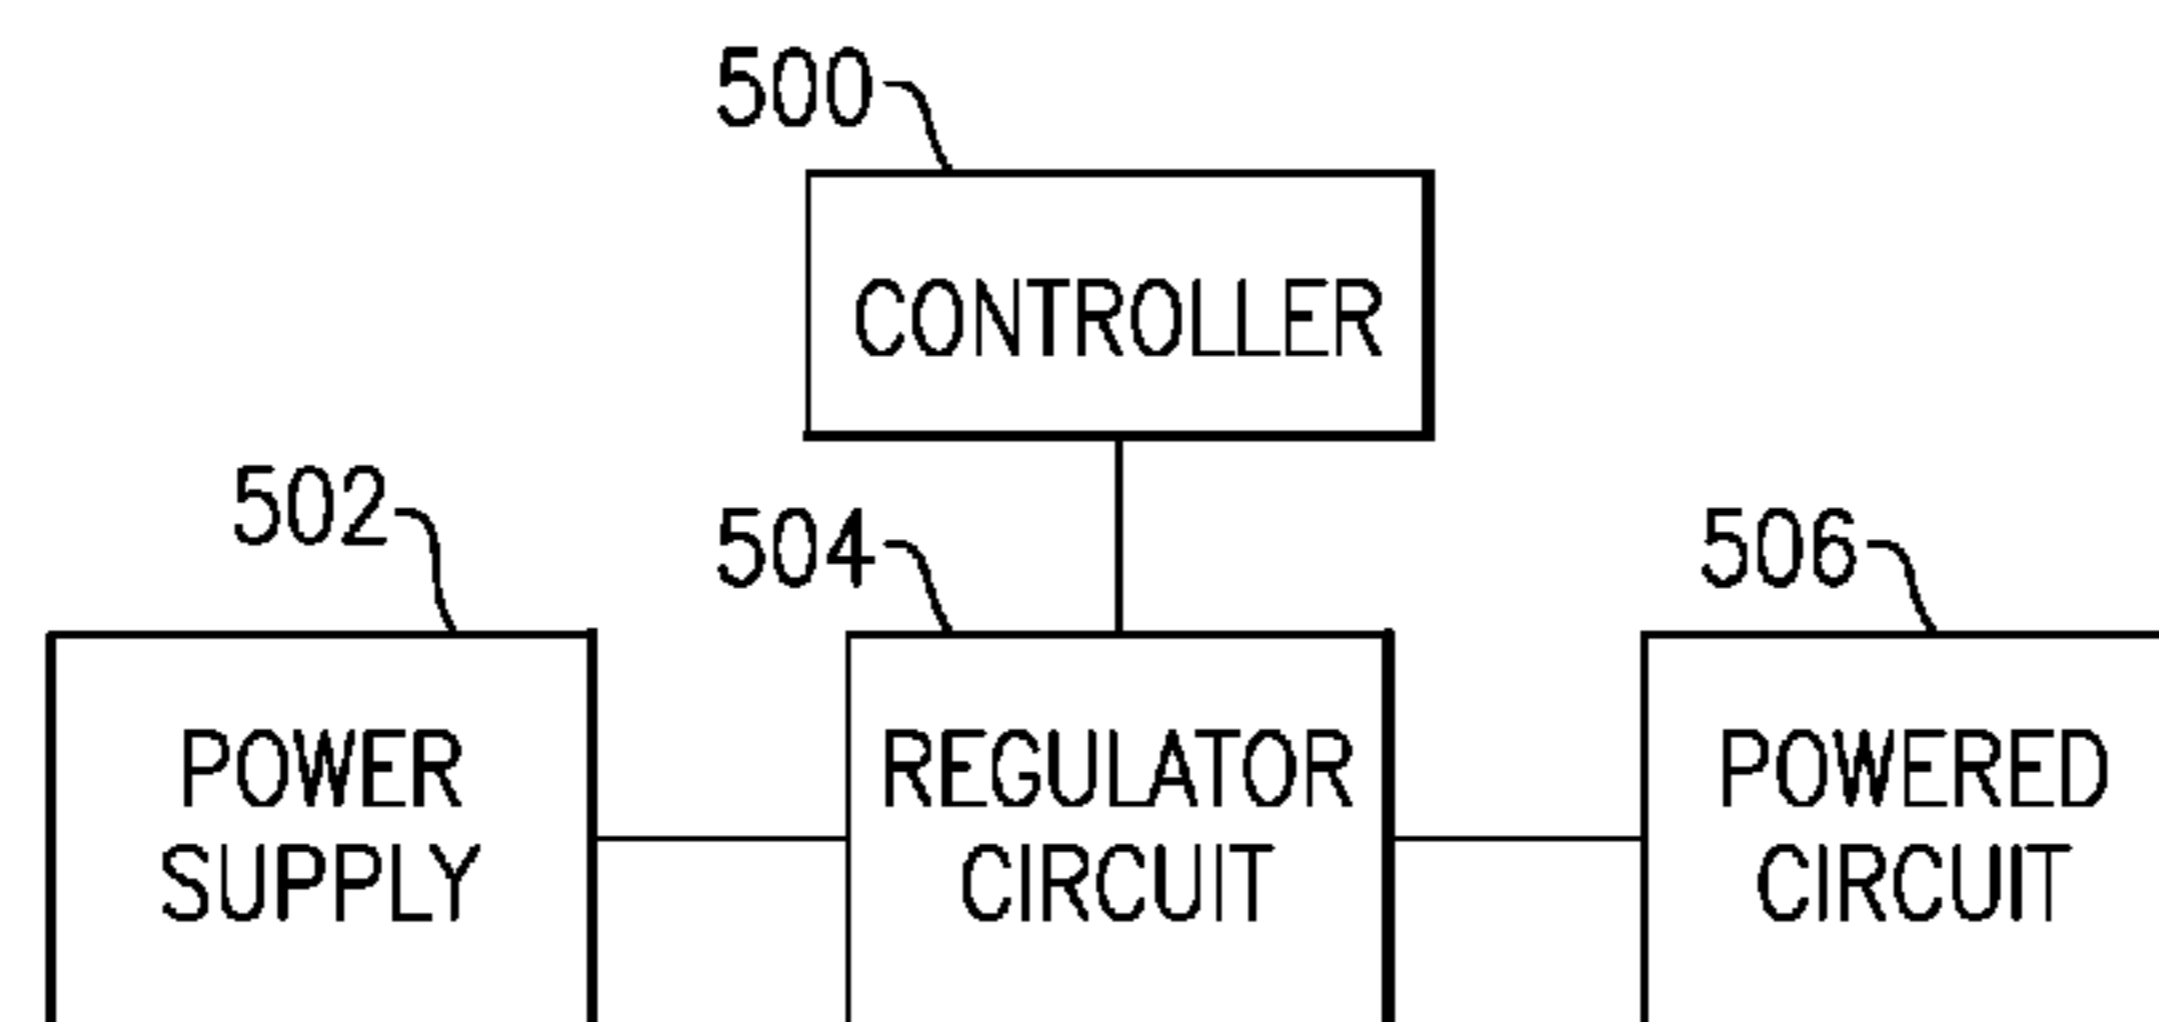 500
CONTROLLER
502
504
506
POWER
SUPPLY
REGULATOR
CIRCUIT
POWERED
CIRCUIT